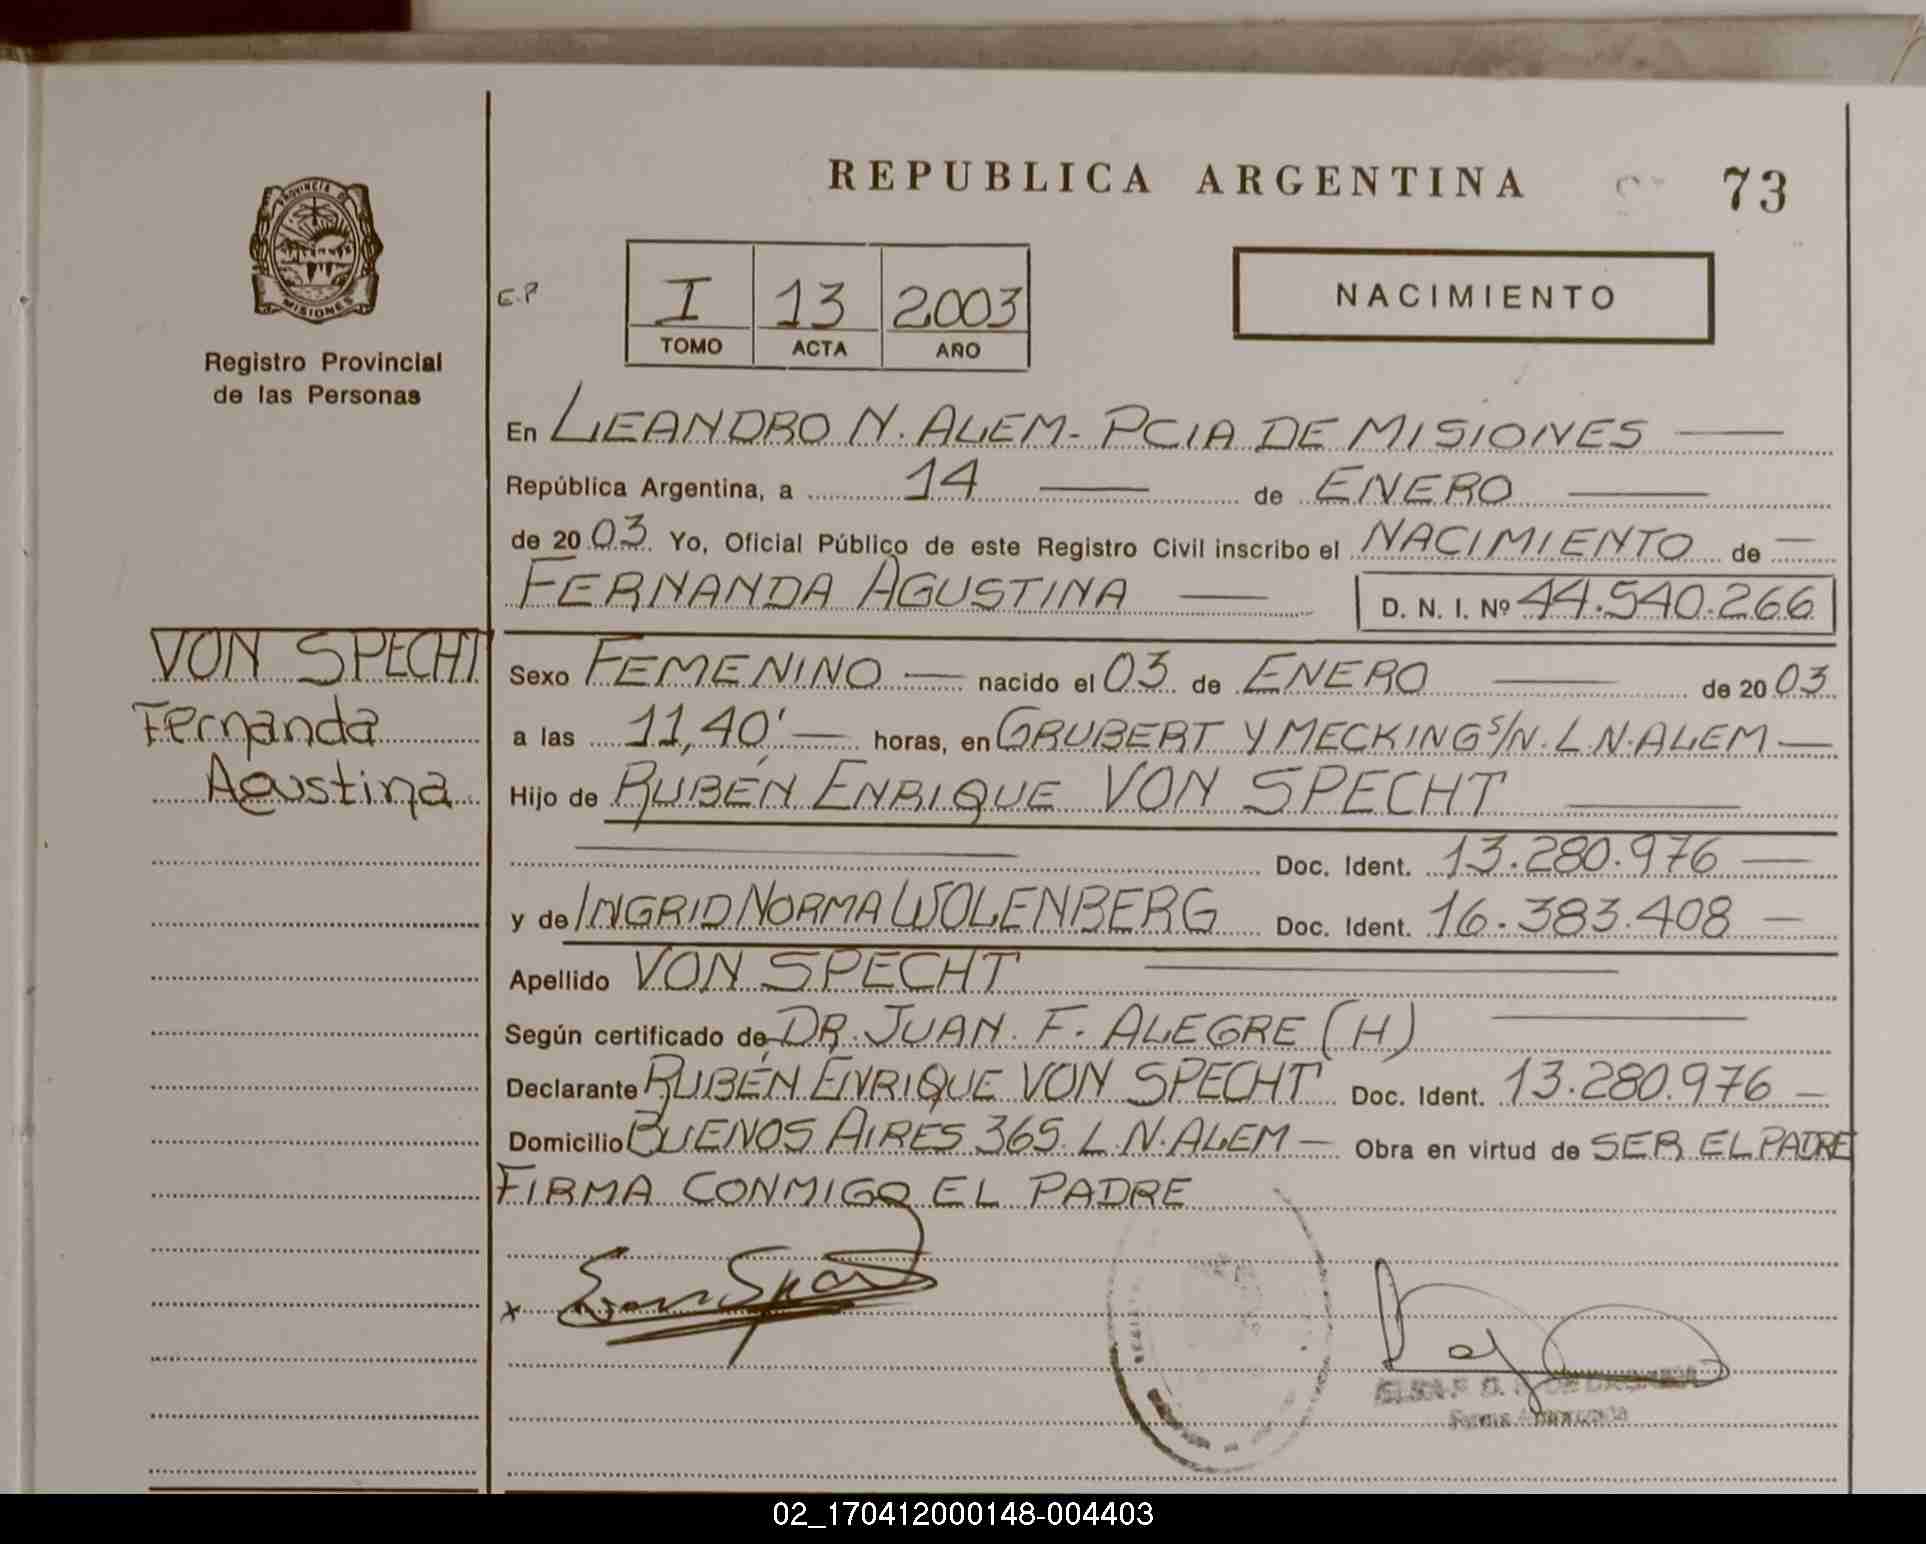 REPUBLICA ARGENTINA
73
PROVINCIA DE
MISIONES
Registro Provincial
de las Personas
E.P
I 13 2003
TOMO ACTA AÑO
NACIMIENTO
En LEANDRO N. ALEM - PCIA DE MISIONES
República Argentina, a 14 de ENERO
de 2003 Yo, Oficial Público de este Registro Civil inscribo el NACIMIENTO de
FERNANDA AGUSTINA D. N. I. Nº 44.540.266
VON SPECHT
Fernanda
Agustina
Sexo FEMENINO nacido el 03 de ENERO de 2003
a las 11,40' horas, en GRUBERT Y MECKING S/N. L.N. ALEM
Hijo de RUBÉN ENRIQUE VON SPECHT
Doc. Ident. 13.280.976
y de INGRID NORMA WOLENBERG Doc. Ident. 16.383.408
Apellido VON SPECHT
Según certificado de DR. JUAN. F. ALEGRE (H)
Declarante RUBÉN ENRIQUE VON SPECHT Doc. Ident. 13.280.976
Domicilio BUENOS AIRES 365. L.N. ALEM Obra en virtud de SER EL PADRE
FIRMA CONMIGO EL PADRE
x
02_170412000148-004403